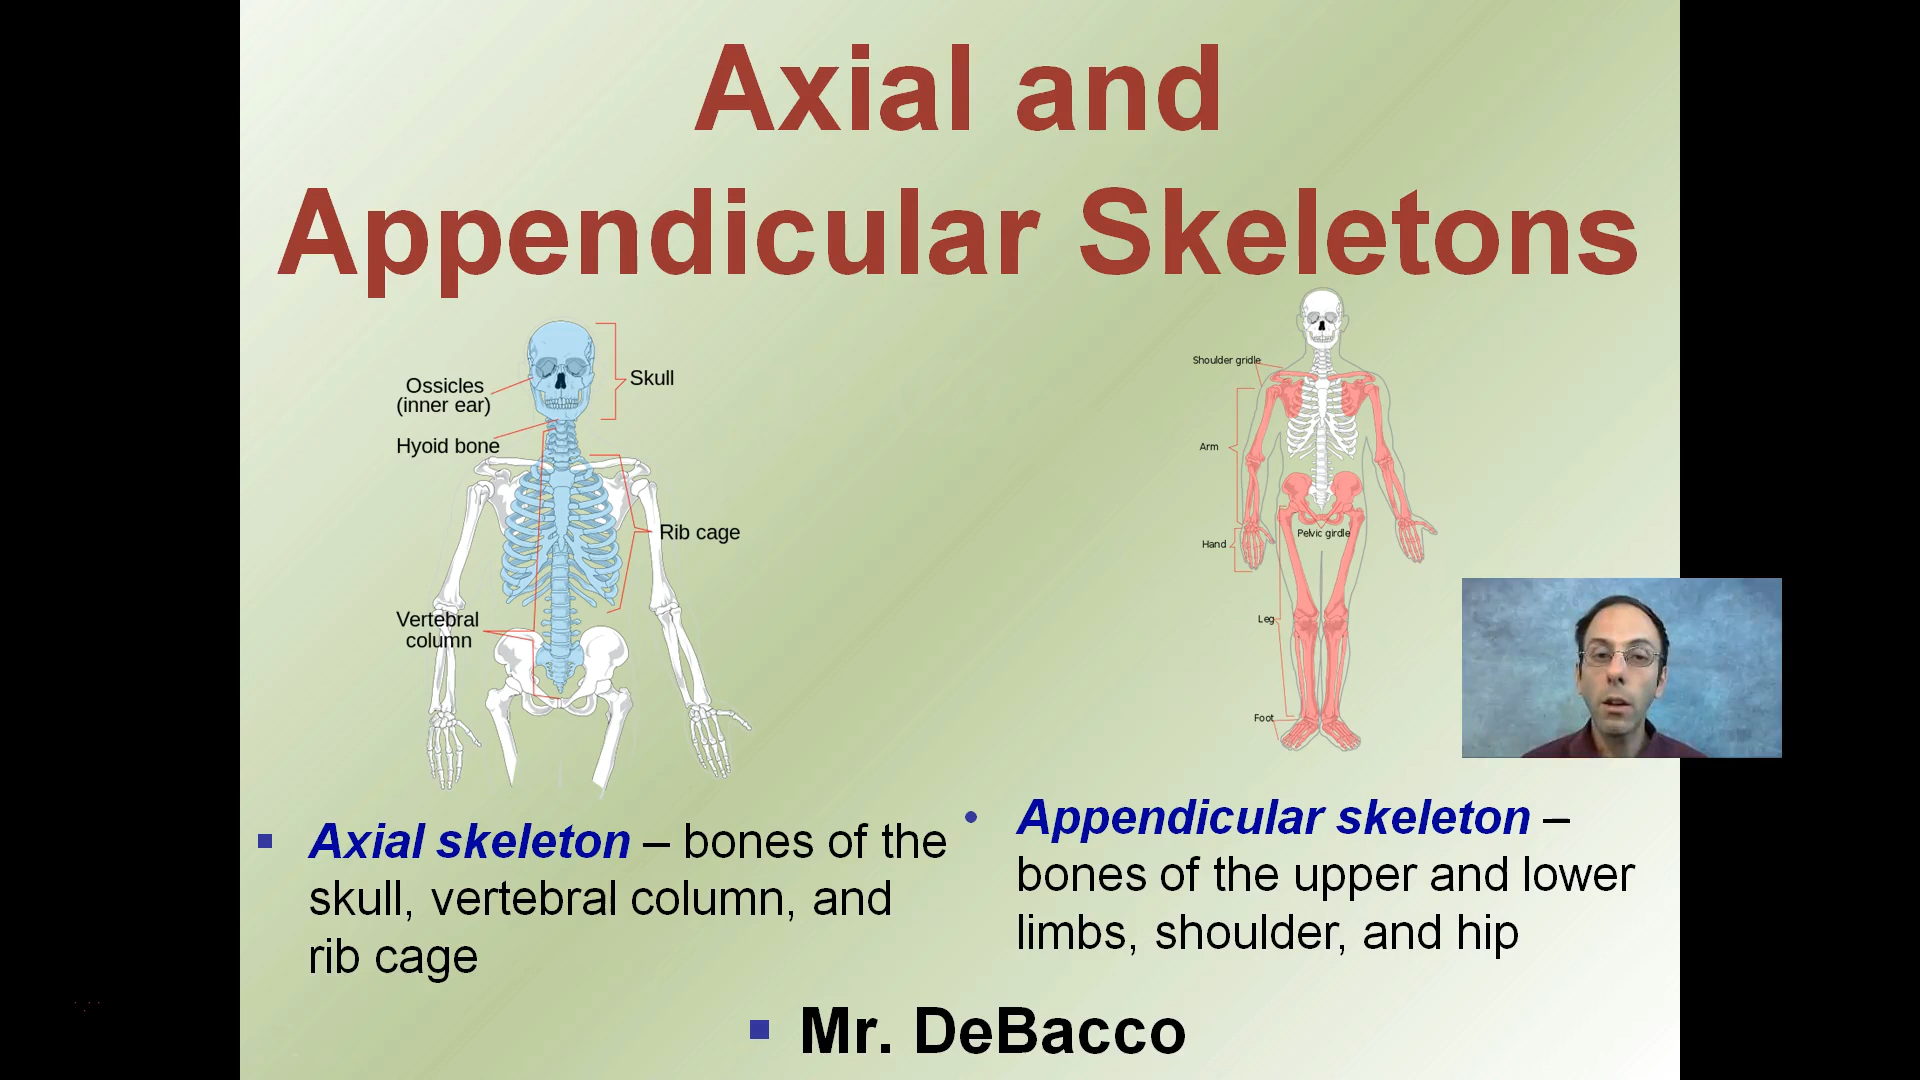 Axial and
Appendicular Skeletons
Ossicles
(inner ear)
Skull
Hyoid bone
Rib cage
Vertebral
column
Shoulder gridle
Arm
Hand
Pelvic girdle
Leg
Foot
Axial skeleton – bones of the
skull, vertebral column, and
rib cage
Appendicular skeleton –
bones of the upper and lower
limbs, shoulder, and hip
Mr. DeBacco